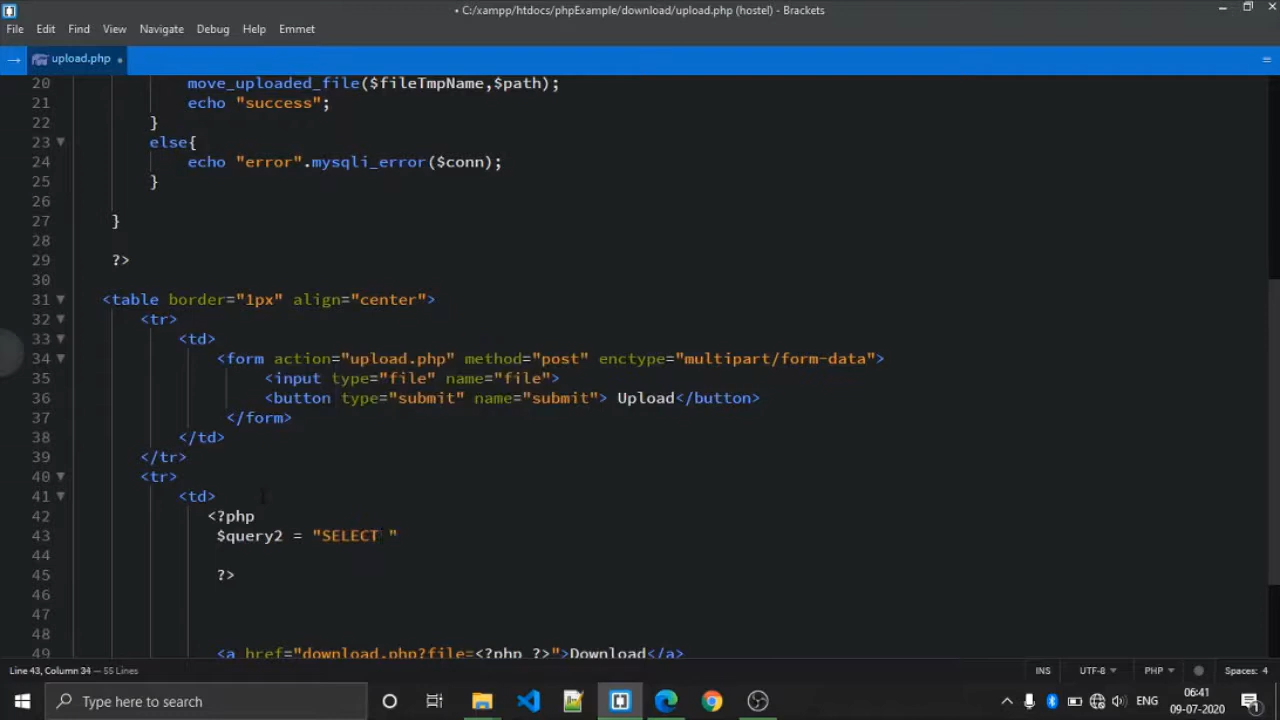 • C:/xampp/htdocs/phpExample/download/upload.php (hostel) - Brackets
File Edit Find View Navigate Debug Help Emmet
upload.php •
20 move_uploaded_file($fileTmpName,$path);
21 echo "success";
22 }
23 else{
24 echo "error".mysqli_error($conn);
25 }
26
27 }
28
29 ?>
30
31 <table border="1px" align="center">
32 <tr>
33 <td>
34 <form action="upload.php" method="post" enctype="multipart/form-data">
35 <input type="file" name="file">
36 <button type="submit" name="submit"> Upload</button>
37 </form>
38 </td>
39 </tr>
40 <tr>
41 <td>
42 <?php
43 $query2 = "SELECT "
44
45 ?>
46
47
48
49 <a href="download.php?file=<?php ?>">Download</a>
Line 43, Column 34 — 55 Lines
INS UTF-8 PHP Spaces: 4
Type here to search
ENG
06:41
09-07-2020
1